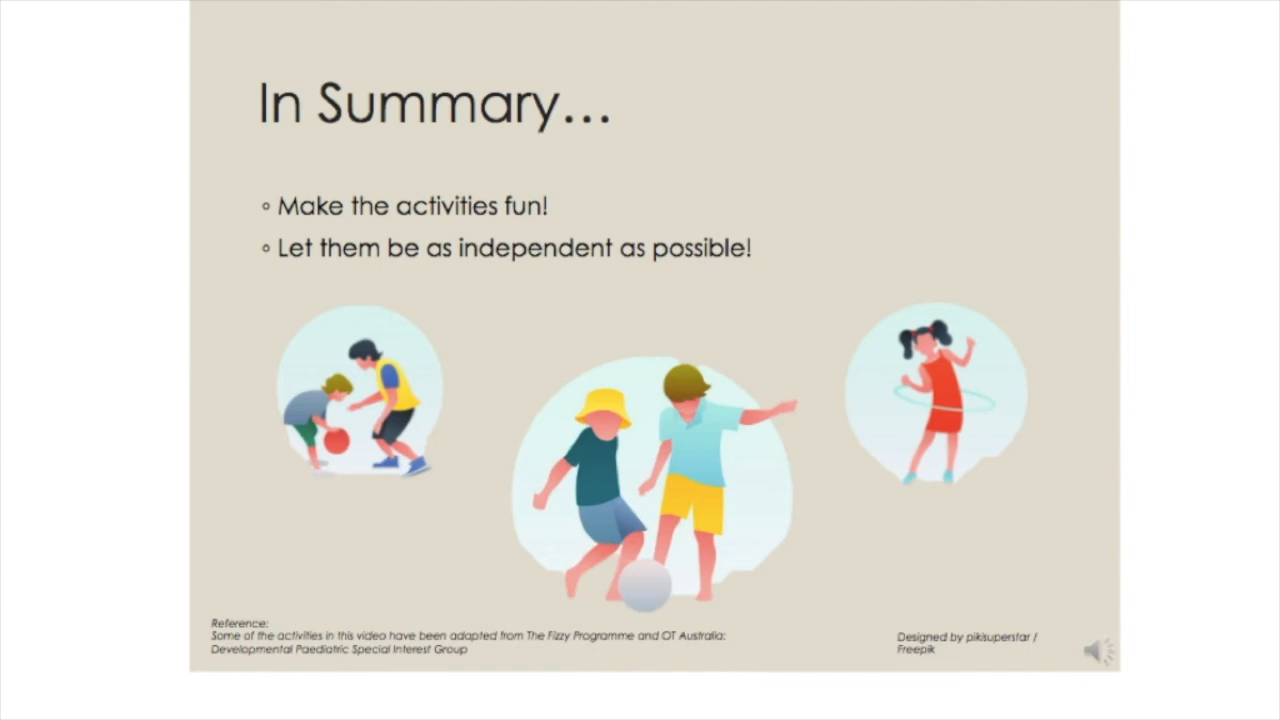 In Summary...
◦ Make the activities fun!
◦ Let them be as independent as possible!
Reference:
Some of the activities in this video have been adapted from The Fizzy Programme and OT Australia:
Developmental Paediatric Special Interest Group
Designed by pikisuperstar /
Freepik